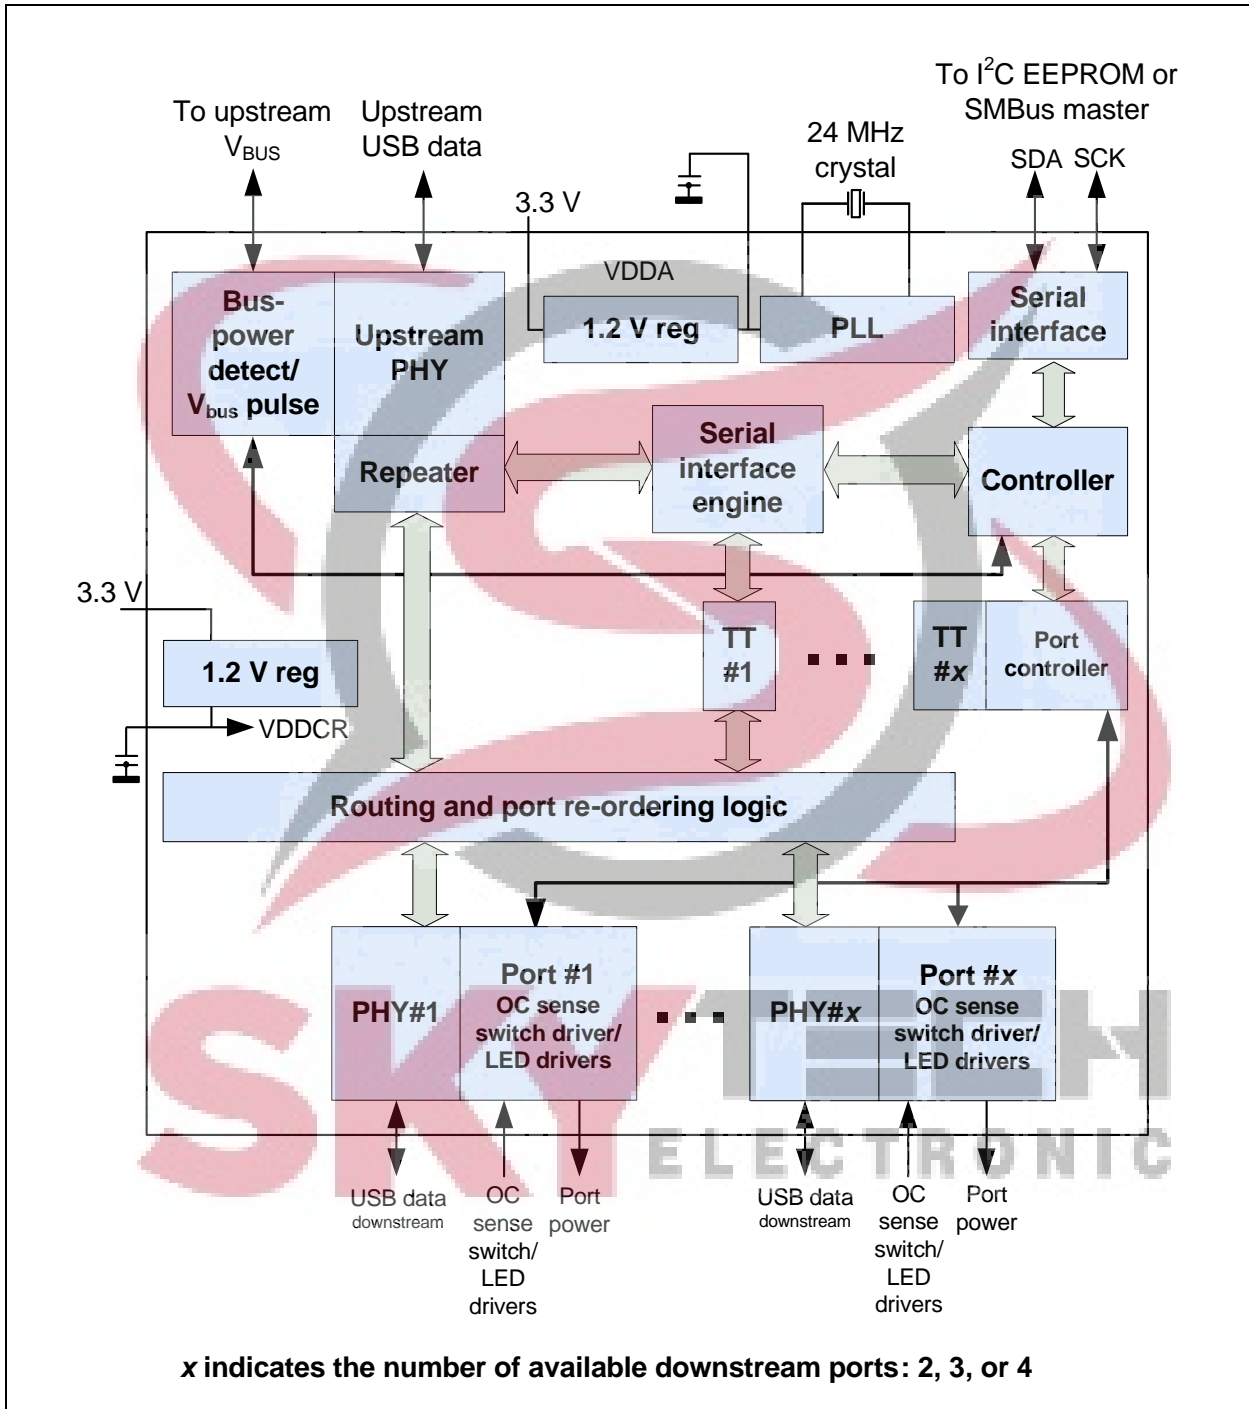 To I²C EEPROM or
SMBus master
To upstream
V_BUS
Upstream
USB data
24 MHz
crystal
SDA SCK
3.3 V
VDDA
Bus-
power
detect/
V_bus pulse
Upstream
PHY
1.2 V reg
PLL
Serial
interface
Repeater
Serial
interface
engine
Controller
3.3 V
1.2 V reg
VDDCR
TT
#1
TT
#x
Port
controller
Routing and port re-ordering logic
PHY#1
Port #1
OC sense
switch driver/
LED drivers
PHY#x
Port #x
OC sense
switch driver/
LED drivers
SKYTECH
ELECTRONIC
USB data
downstream
OC
sense
switch/
LED
drivers
Port
power
USB data
downstream
OC
sense
switch/
LED
drivers
Port
power
x indicates the number of available downstream ports: 2, 3, or 4